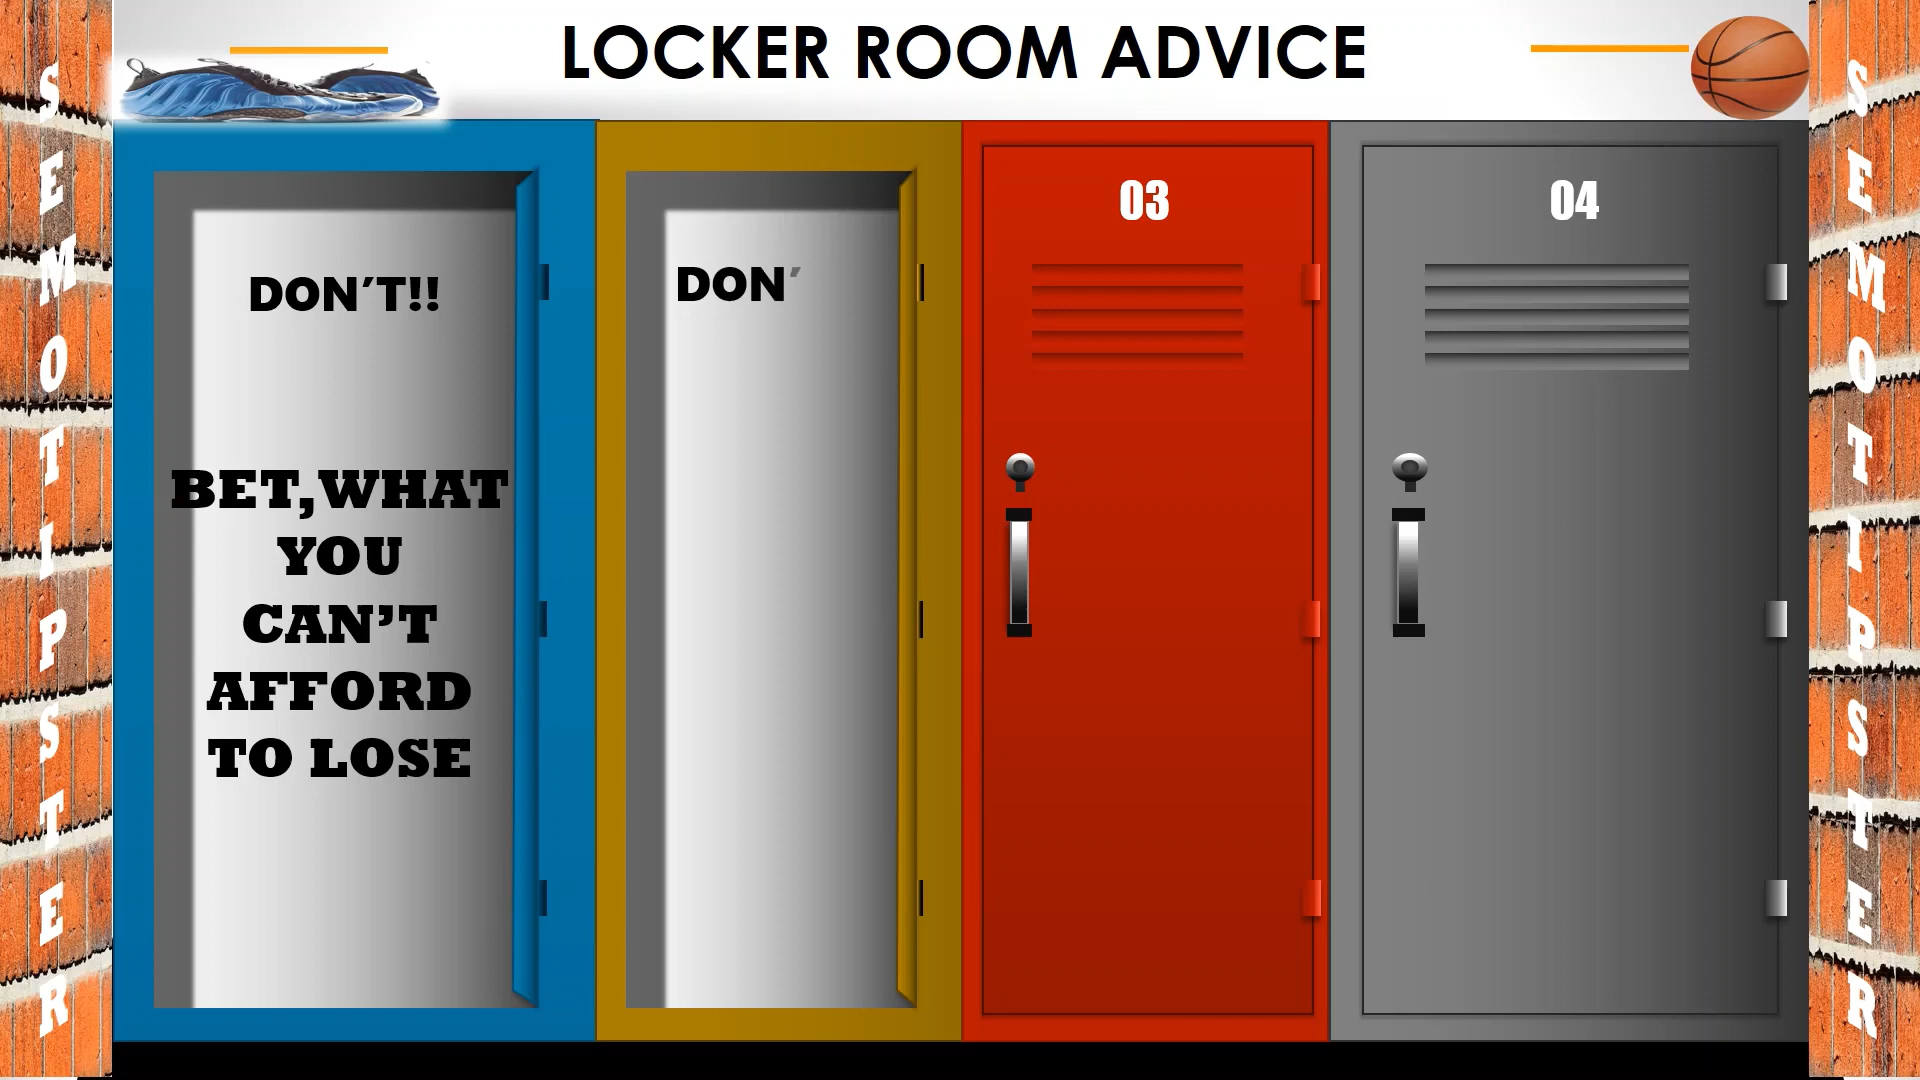 LOCKER ROOM ADVICE
SEMOTIPSTER
DON'T!!
BET,WHAT
YOU
CAN'T
AFFORD
TO LOSE
DON'
03
04
SEMOTIPSTER